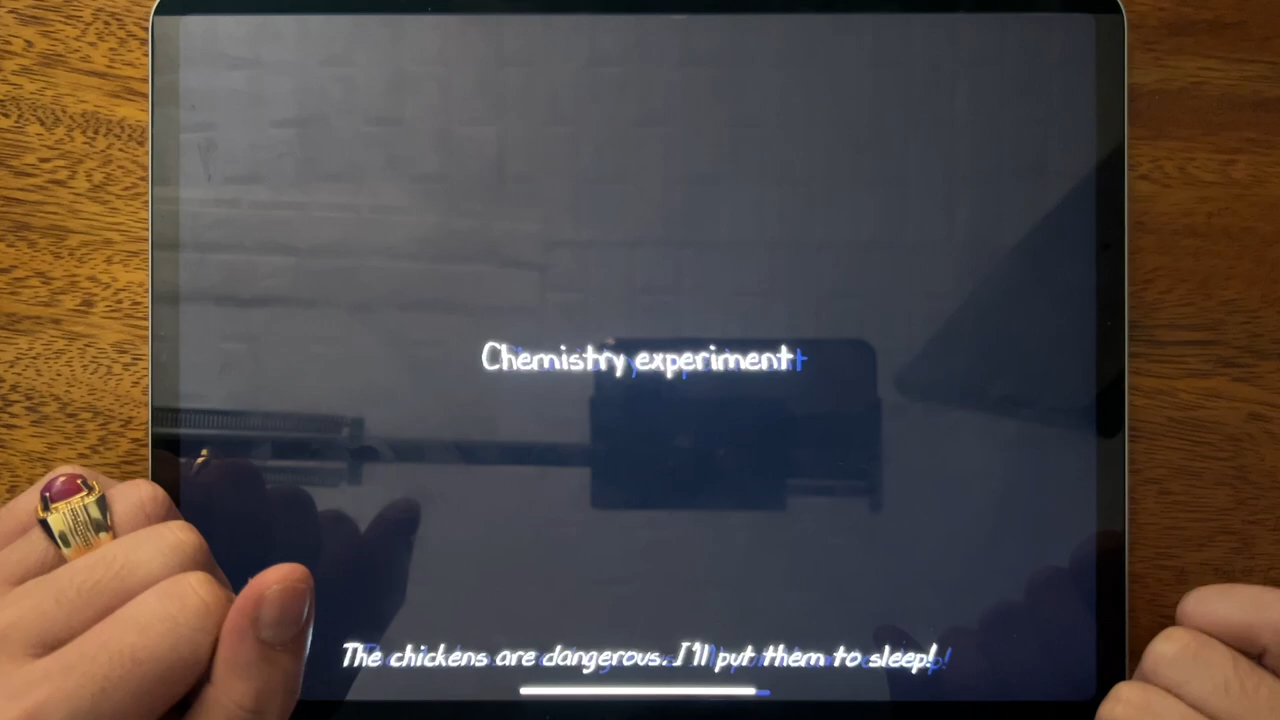 Chemistry experiment
The chickens are dangerous. I'll put them to sleep!